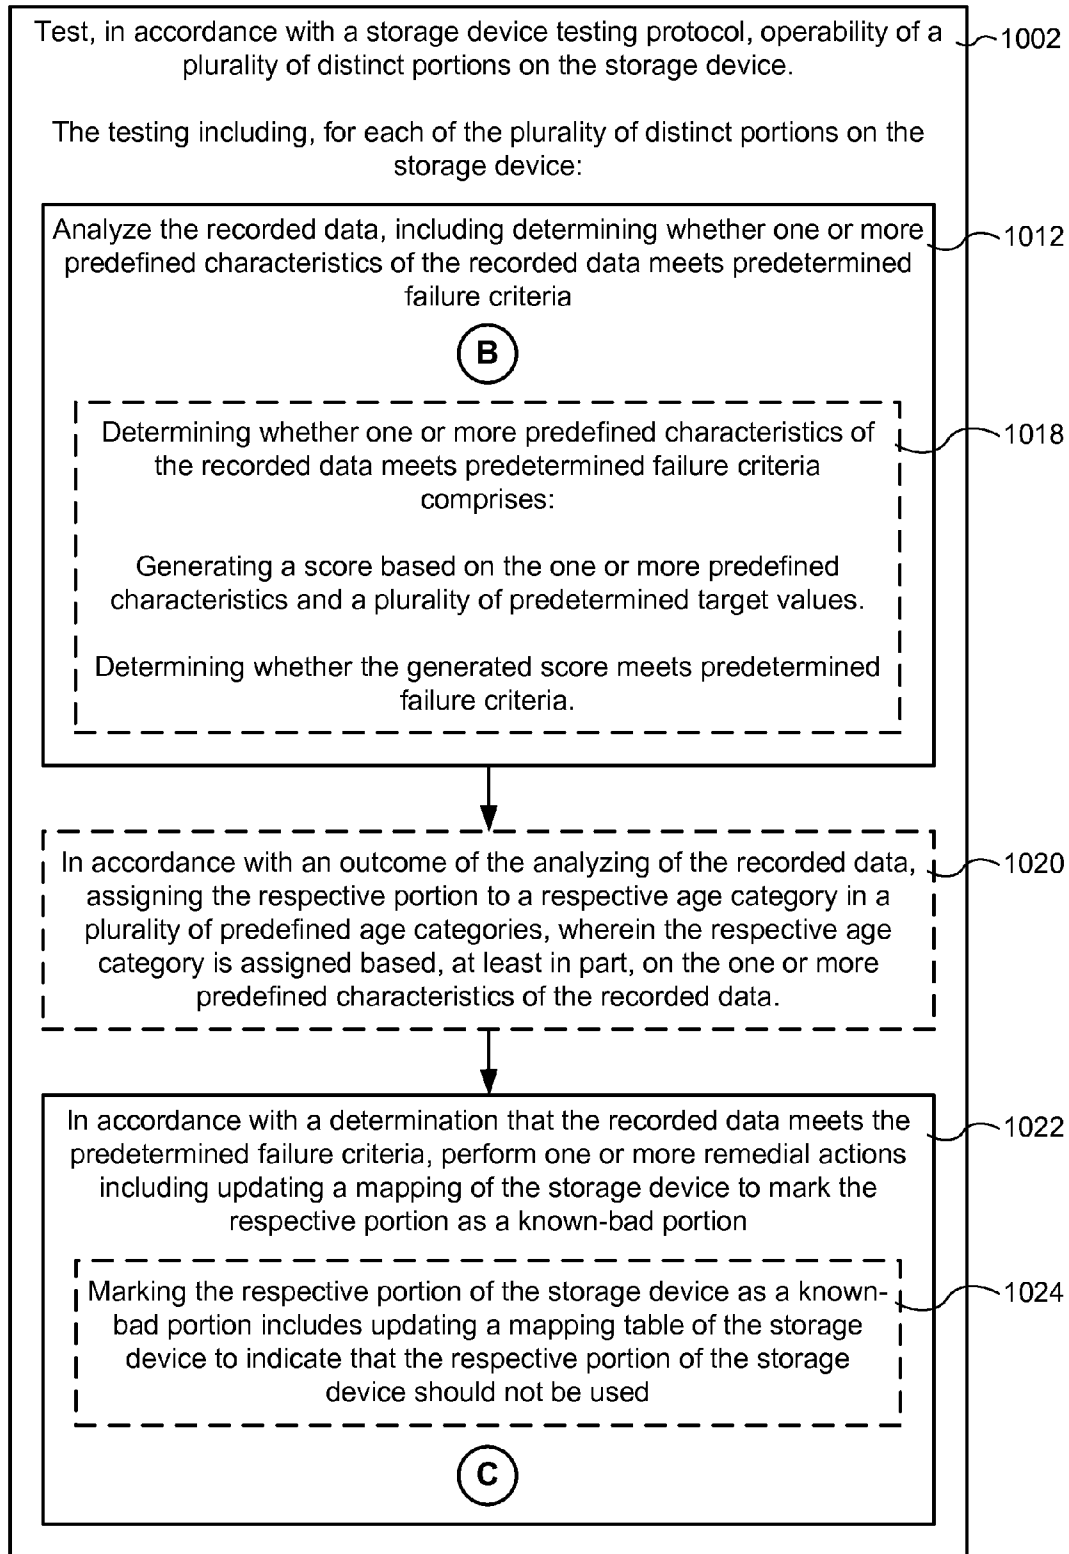 Test, in accordance with a storage device testing protocol, operability of a
plurality of distinct portions on the storage device.
1002
The testing including, for each of the plurality of distinct portions on the
storage device:
Analyze the recorded data, including determining whether one or more
predefined characteristics of the recorded data meets predetermined
failure criteria
1012
B
Determining whether one or more predefined characteristics of
the recorded data meets predetermined failure criteria
comprises:
1018
Generating a score based on the one or more predefined
characteristics and a plurality of predetermined target values.
Determining whether the generated score meets predetermined
failure criteria.
In accordance with an outcome of the analyzing of the recorded data,
assigning the respective portion to a respective age category in a
plurality of predefined age categories, wherein the respective age
category is assigned based, at least in part, on the one or more
predefined characteristics of the recorded data.
1020
In accordance with a determination that the recorded data meets the
predetermined failure criteria, perform one or more remedial actions
including updating a mapping of the storage device to mark the
respective portion as a known-bad portion
1022
Marking the respective portion of the storage device as a known-
bad portion includes updating a mapping table of the storage
device to indicate that the respective portion of the storage
device should not be used
1024
C